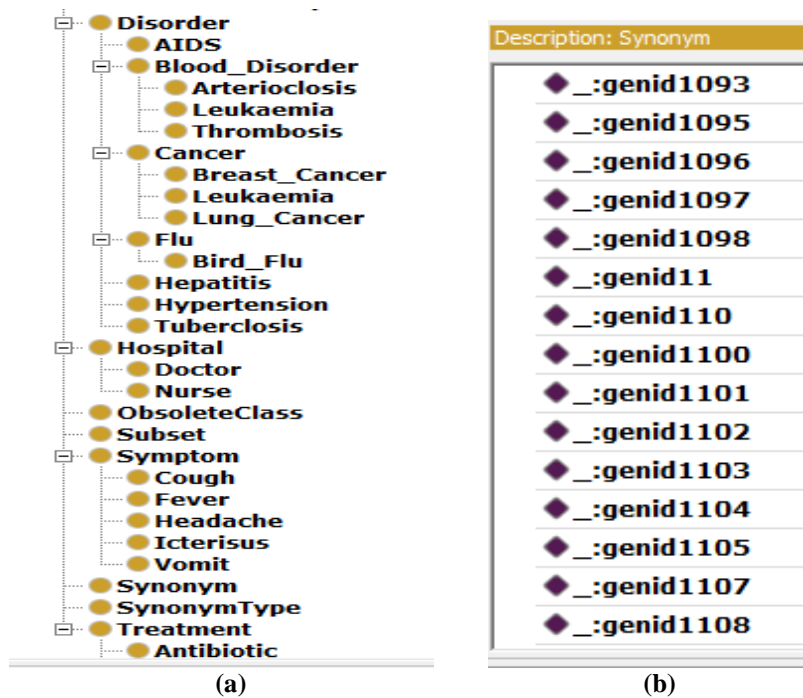 Disorder
AIDS
Blood_Disorder
Arterioclosis
Leukaemia
Thrombosis
Cancer
Breast_Cancer
Leukaemia
Lung_Cancer
Flu
Bird_Flu
Hepatitis
Hypertension
Tuberclosis
Hospital
Doctor
Nurse
ObsoleteClass
Subset
Symptom
Cough
Fever
Headache
Icterisus
Vomit
Synonym
SynonymType
Treatment
Antibiotic
(a)
Description: Synonym
_:genid1093
_:genid1095
_:genid1096
_:genid1097
_:genid1098
_:genid11
_:genid110
_:genid1100
_:genid1101
_:genid1102
_:genid1103
_:genid1104
_:genid1105
_:genid1107
_:genid1108
(b)